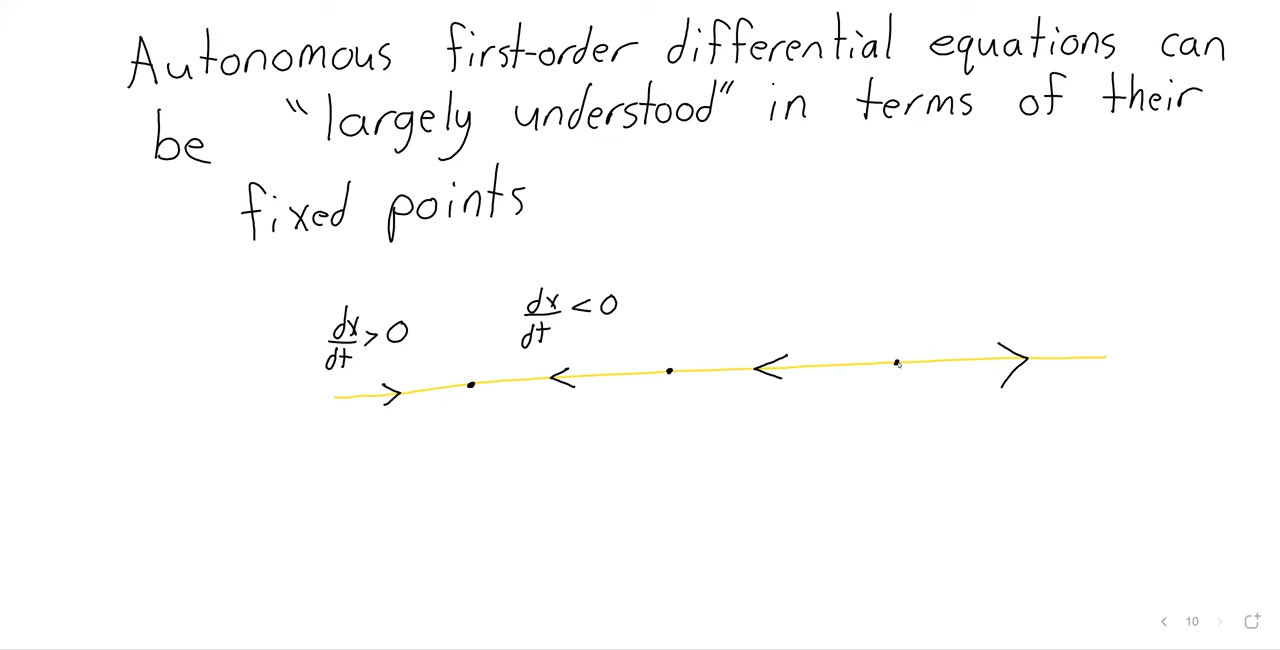 Autonomous first-order differential equations can
be "largely understood" in terms of their
fixed points
dx/dt > 0
dx/dt < 0
10